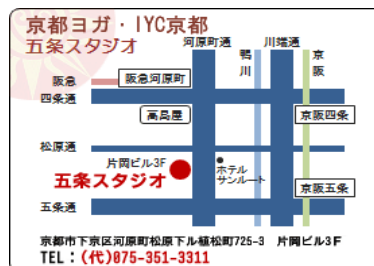 京都ヨガ・IYC京都
五条スタジオ
河原町通
川端通
鴨川
京阪
阪急
阪急河原町
四条通
高島屋
京阪四条
松原通
片岡ビル3F
ホテル
サンルート
五条スタジオ
京阪五条
五条通
京都市下京区河原町松原下ル植松町725-3　片岡ビル3F
TEL：(代)075-351-3311